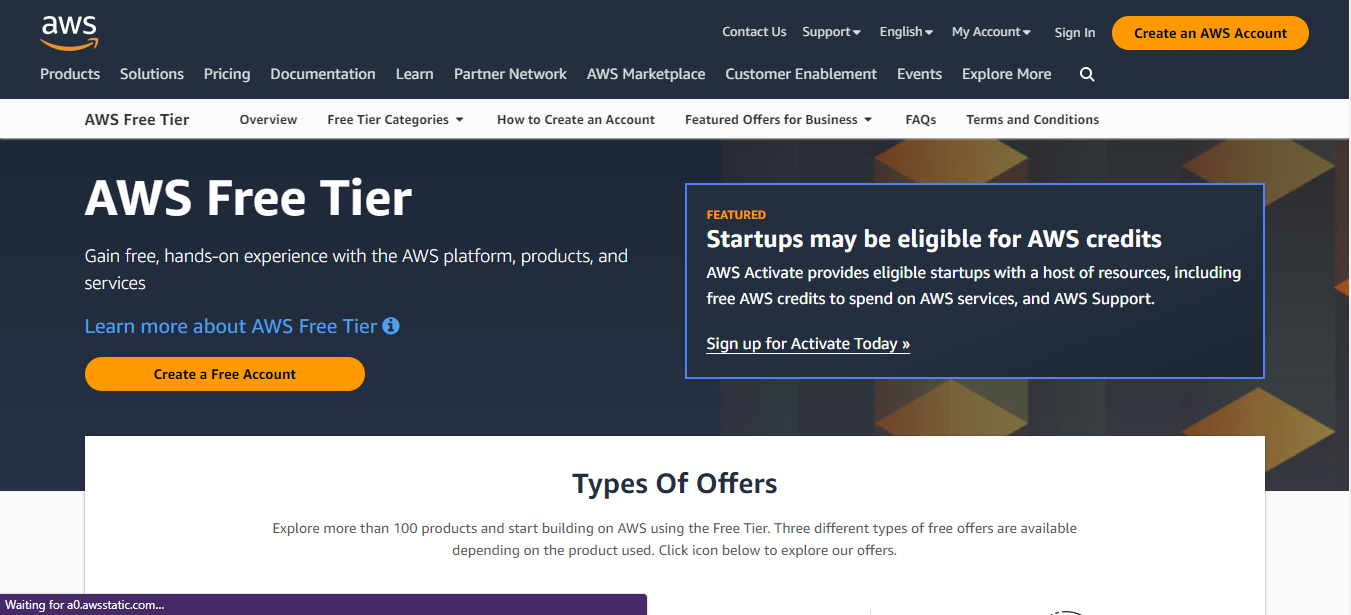 aws
Contact Us Support English My Account Sign In Create an AWS Account
Products Solutions Pricing Documentation Learn Partner Network AWS Marketplace Customer Enablement Events Explore More
AWS Free Tier Overview Free Tier Categories How to Create an Account Featured Offers for Business FAQs Terms and Conditions
AWS Free Tier
Gain free, hands-on experience with the AWS platform, products, and
services
Learn more about AWS Free Tier
Create a Free Account
FEATURED
Startups may be eligible for AWS credits
AWS Activate provides eligible startups with a host of resources, including
free AWS credits to spend on AWS services, and AWS Support.
Sign up for Activate Today »
Types Of Offers
Explore more than 100 products and start building on AWS using the Free Tier. Three different types of free offers are available
depending on the product used. Click icon below to explore our offers.
Waiting for a0.awsstatic.com...